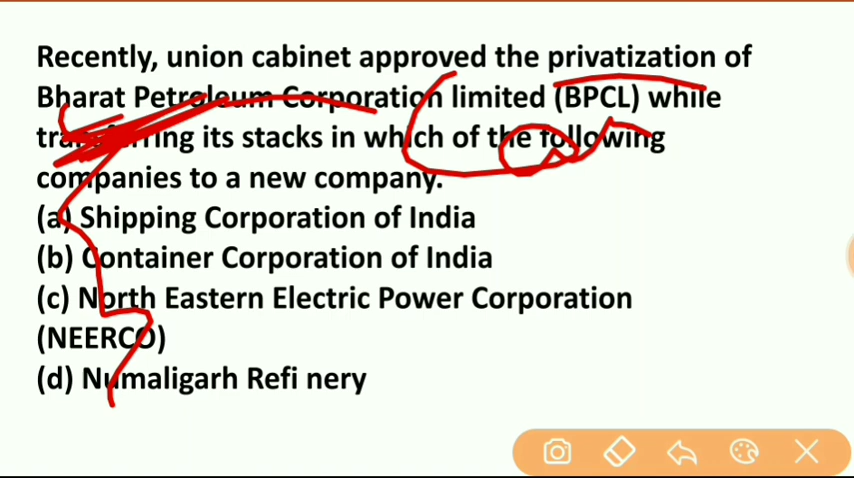 Recently, union cabinet approved the privatization of
Bharat Petroleum Corporation limited (BPCL) while
transferring its stacks in which of the following
companies to a new company.
(a) Shipping Corporation of India
(b) Container Corporation of India
(c) North Eastern Electric Power Corporation
(NEERCO)
(d) Numaligarh Refi nery